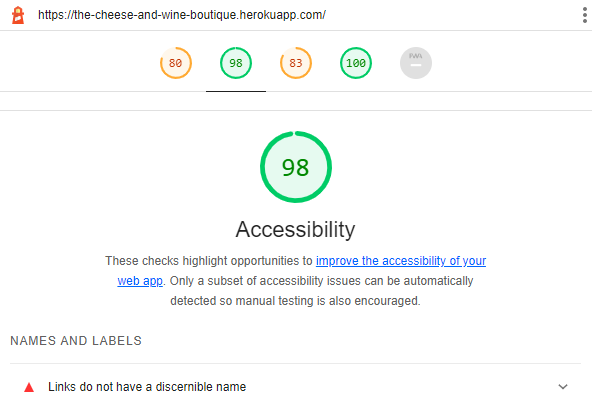 https://the-cheese-and-wine-boutique.herokuapp.com/
80 98 83 100 PWA
98
Accessibility
These checks highlight opportunities to improve the accessibility of your
web app. Only a subset of accessibility issues can be automatically
detected so manual testing is also encouraged.
NAMES AND LABELS
Links do not have a discernible name